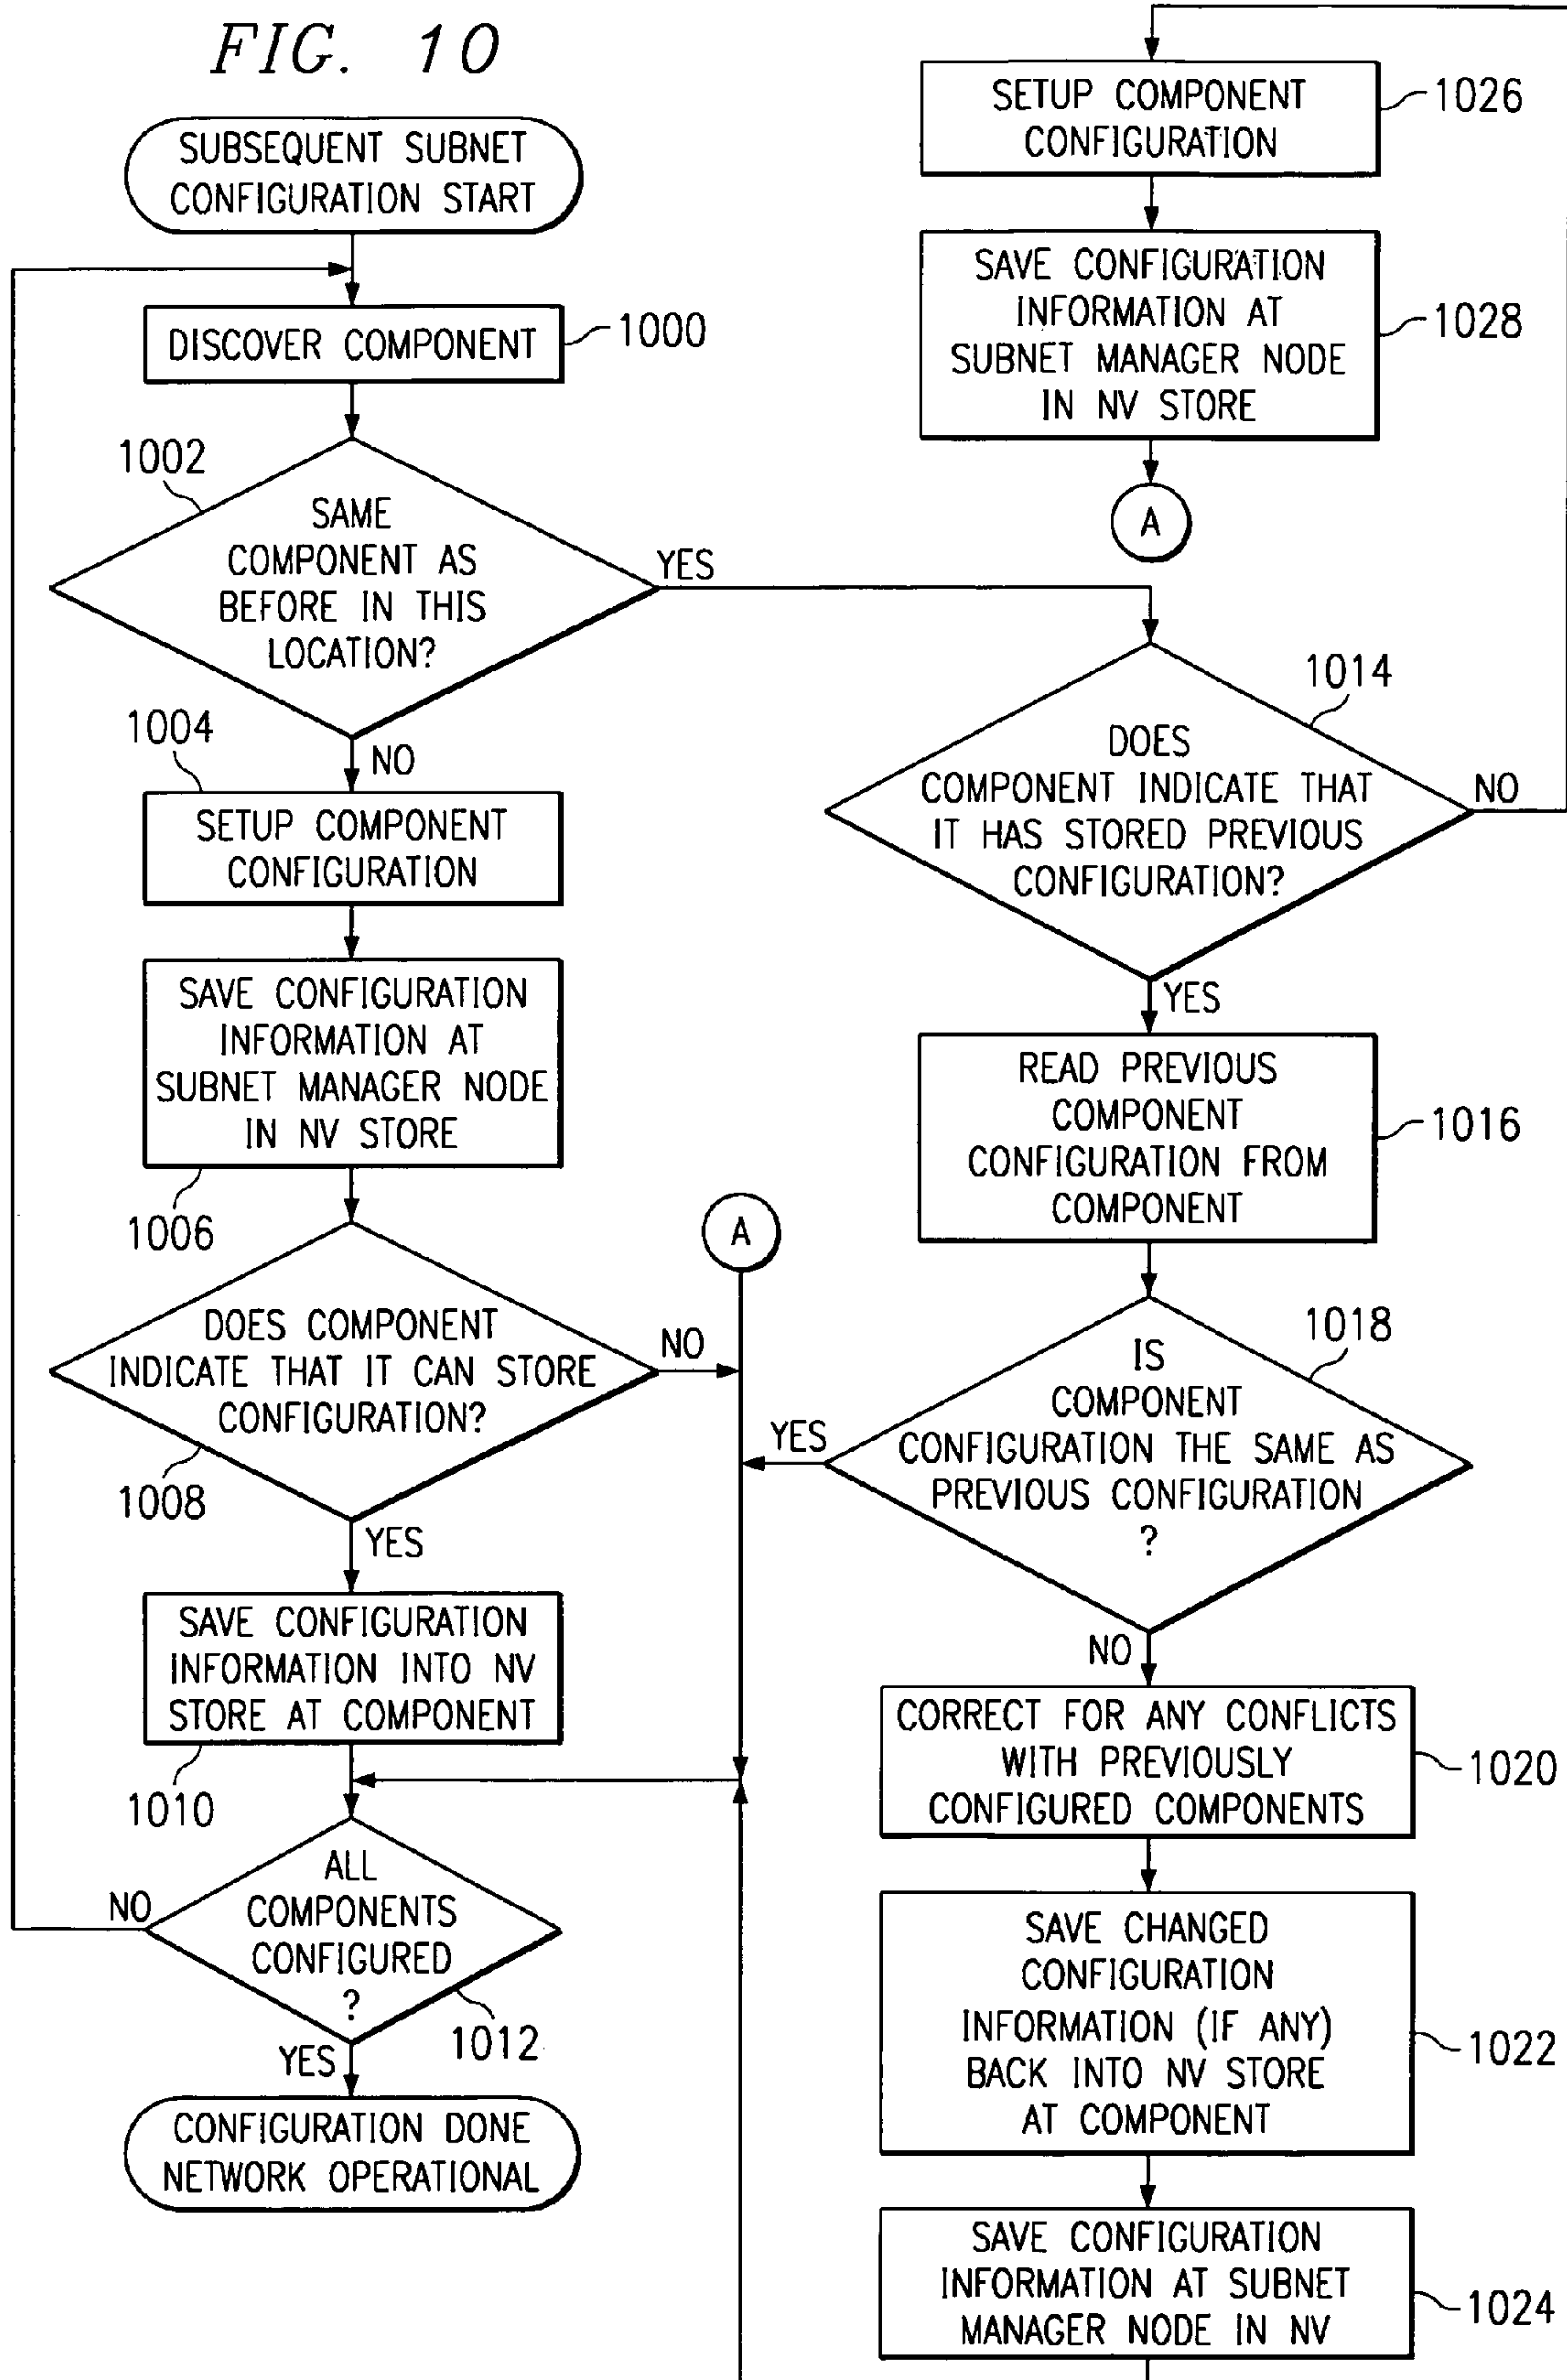 FIG. 10
SUBSEQUENT SUBNET
CONFIGURATION START
DISCOVER COMPONENT
1000
1002
SAME
COMPONENT AS
BEFORE IN THIS
LOCATION?
YES
NO
1004
SETUP COMPONENT
CONFIGURATION
SAVE CONFIGURATION
INFORMATION AT
SUBNET MANAGER NODE
IN NV STORE
1006
DOES COMPONENT
INDICATE THAT IT CAN STORE
CONFIGURATION?
NO
1008
YES
SAVE CONFIGURATION
INFORMATION INTO NV
STORE AT COMPONENT
1010
ALL
COMPONENTS
CONFIGURED
?
NO
1012
YES
CONFIGURATION DONE
NETWORK OPERATIONAL
A
SETUP COMPONENT
CONFIGURATION
1026
SAVE CONFIGURATION
INFORMATION AT
SUBNET MANAGER NODE
IN NV STORE
1028
A
1014
DOES
COMPONENT INDICATE THAT
IT HAS STORED PREVIOUS
CONFIGURATION?
NO
YES
READ PREVIOUS
COMPONENT
CONFIGURATION FROM
COMPONENT
1016
1018
IS
COMPONENT
CONFIGURATION THE SAME AS
PREVIOUS CONFIGURATION
?
YES
NO
CORRECT FOR ANY CONFLICTS
WITH PREVIOUSLY
CONFIGURED COMPONENTS
1020
SAVE CHANGED
CONFIGURATION
INFORMATION (IF ANY)
BACK INTO NV STORE
AT COMPONENT
1022
SAVE CONFIGURATION
INFORMATION AT SUBNET
MANAGER NODE IN NV
1024